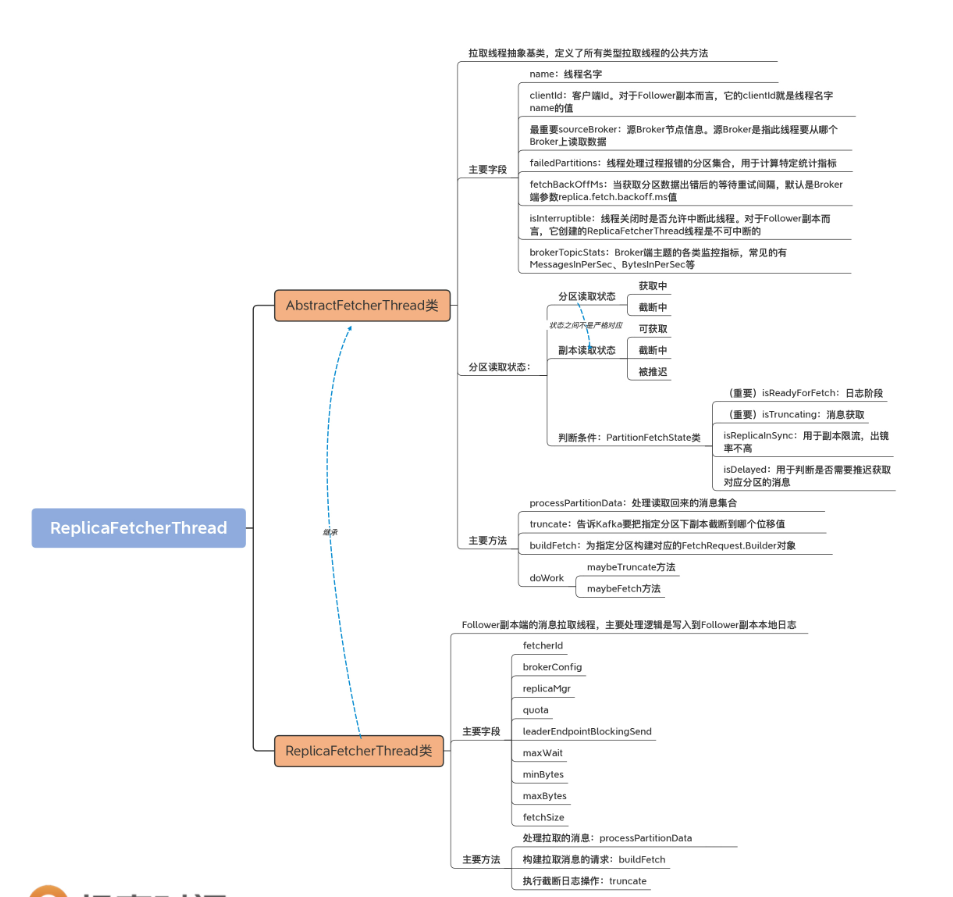 ReplicaFetcherThread
AbstractFetcherThread类
拉取线程抽象基类，定义了所有类型拉取线程的公共方法
主要字段
name：线程名字
clientId：客户端Id。对于Follower副本而言，它的clientId就是线程名字
name的值
最重要sourceBroker：源Broker节点信息。源Broker是指此线程要从哪个
Broker上读取数据
failedPartitions：线程处理过程报错的分区集合，用于计算特定统计指标
fetchBackOffMs：当获取分区数据出错后的等待重试间隔，默认是Broker
端参数replica.fetch.backoff.ms值
isInterruptible：线程关闭时是否允许中断此线程。对于Follower副本而
言，它创建的ReplicaFetcherThread线程是不可中断的
brokerTopicStats：Broker端主题的各类监控指标，常见的有
MessagesInPerSec、BytesInPerSec等
分区读取状态：
分区读取状态
获取中
截断中
状态之间不是严格对应
副本读取状态
可获取
截断中
被推迟
判断条件：PartitionFetchState类
（重要）isReadyForFetch：日志阶段
（重要）isTruncating：消息获取
isReplicaInSync：用于副本限流，出镜
率不高
isDelayed：用于判断是否需要推迟获取
对应分区的消息
主要方法
processPartitionData：处理读取回来的消息集合
truncate：告诉Kafka要把指定分区下副本截断到哪个位移值
buildFetch：为指定分区构建对应的FetchRequest.Builder对象
doWork
maybeTruncate方法
maybeFetch方法
继承
ReplicaFetcherThread类
Follower副本端的消息拉取线程，主要处理逻辑是写入到Follower副本本地日志
主要字段
fetcherId
brokerConfig
replicaMgr
quota
leaderEndpointBlockingSend
maxWait
minBytes
maxBytes
fetchSize
主要方法
处理拉取的消息：processPartitionData
构建拉取消息的请求：buildFetch
执行截断日志操作：truncate